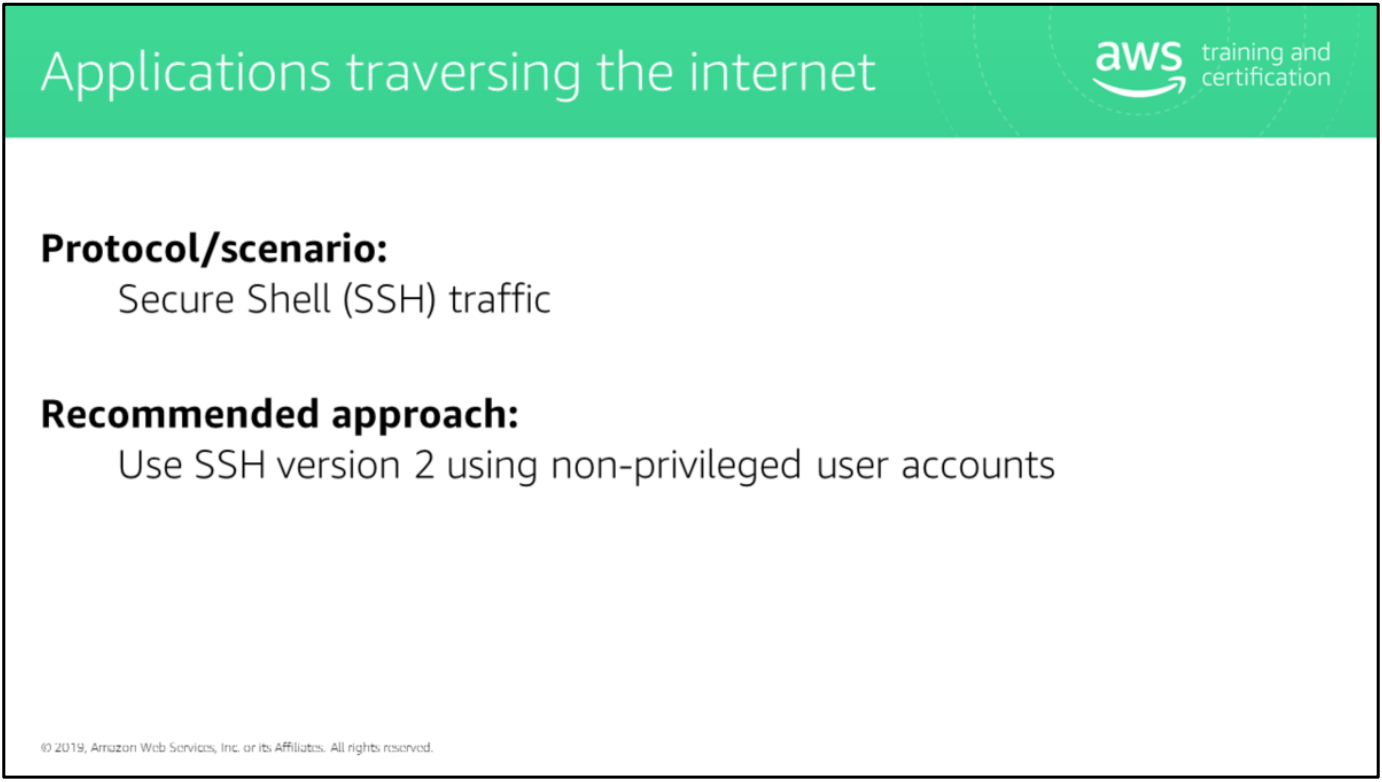 Applications traversing the internet
aws training and
certification
Protocol/scenario:
Secure Shell (SSH) traffic
Recommended approach:
Use SSH version 2 using non-privileged user accounts
© 2019, Amazon Web Services, Inc. or its Affiliates. All rights reserved.